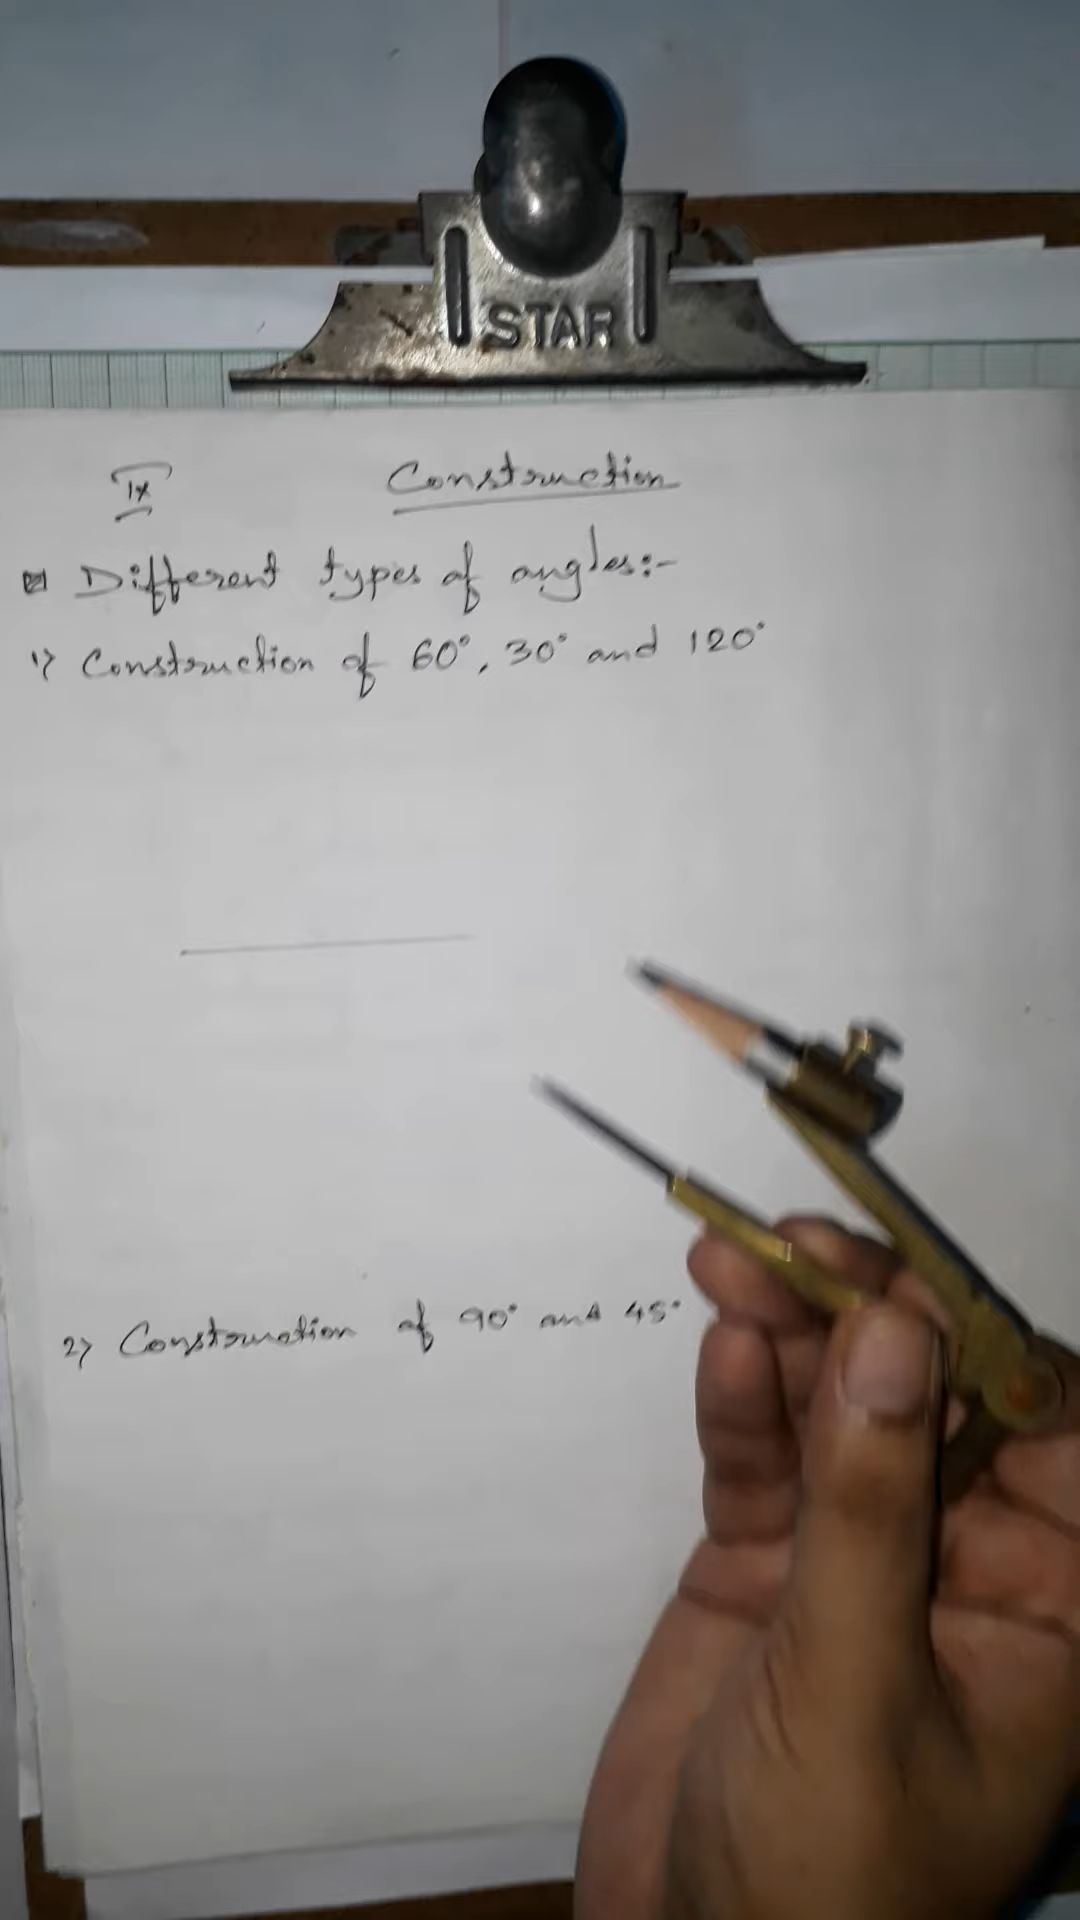 STAR
IX
Construction
Different types of angles:-
1) Construction of 60°, 30° and 120°
2) Construction of 90° and 45°